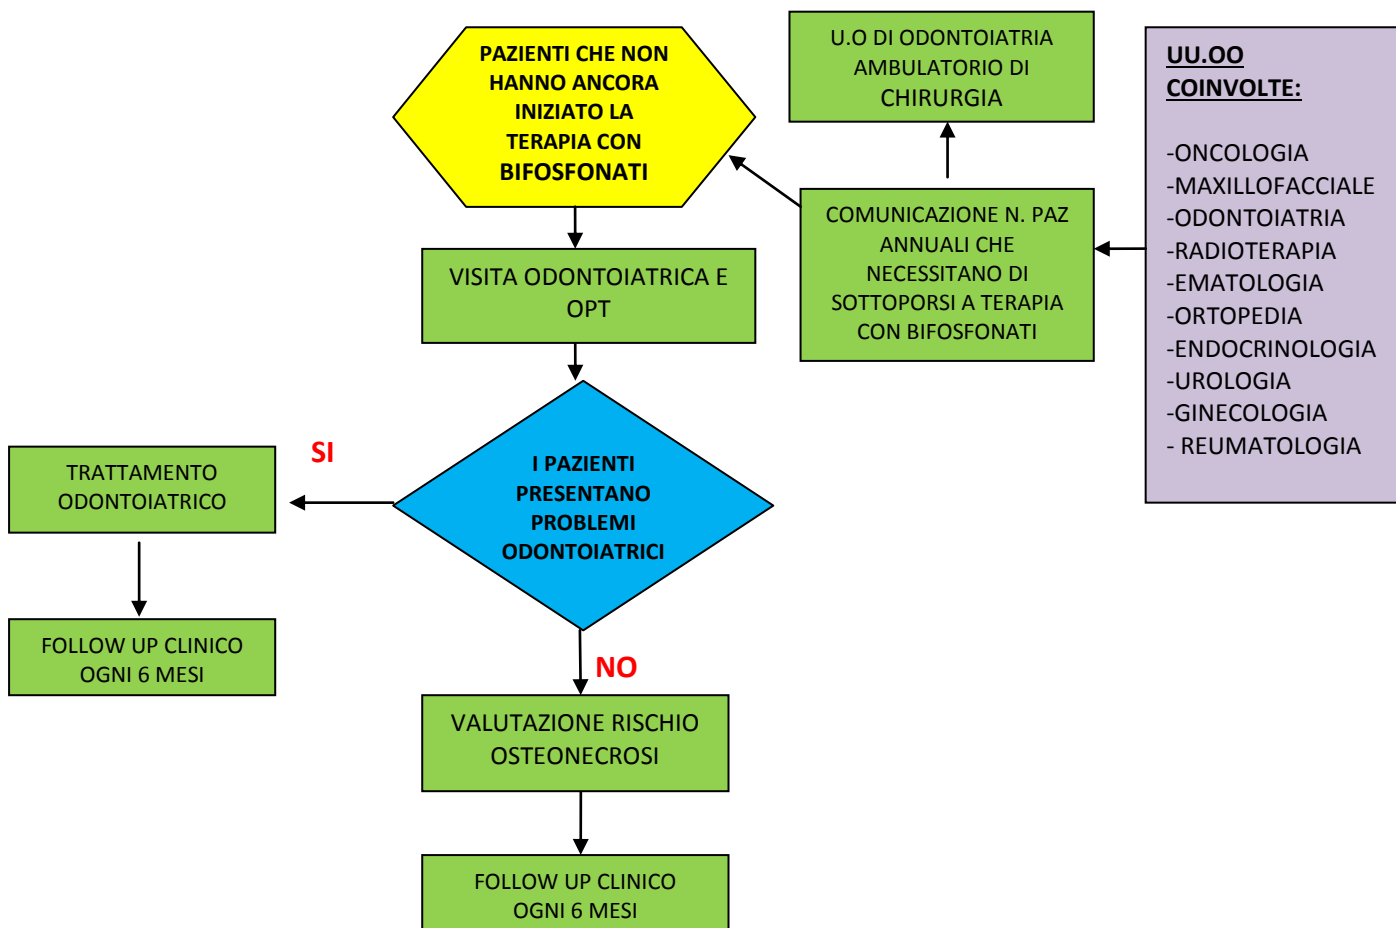 PAZIENTI CHE NON
HANNO ANCORA
INIZIATO LA
TERAPIA CON
BIFOSFONATI
U.O DI ODONTOIATRIA
AMBULATORIO DI
CHIRURGIA
UU.OO
COINVOLTE:
-ONCOLOGIA
-MAXILLOFACCIALE
-ODONTOIATRIA
-RADIOTERAPIA
-EMATOLOGIA
-ORTOPEDIA
-ENDOCRINOLOGIA
-UROLOGIA
-GINECOLOGIA
- REUMATOLOGIA
COMUNICAZIONE N. PAZ
ANNUALI CHE
NECESSITANO DI
SOTTOPORSI A TERAPIA
CON BIFOSFONATI
VISITA ODONTOIATRICA E
OPT
I PAZIENTI
PRESENTANO
PROBLEMI
ODONTOIATRICI
SI
TRATTAMENTO
ODONTOIATRICO
FOLLOW UP CLINICO
OGNI 6 MESI
NO
VALUTAZIONE RISCHIO
OSTEONECROSI
FOLLOW UP CLINICO
OGNI 6 MESI